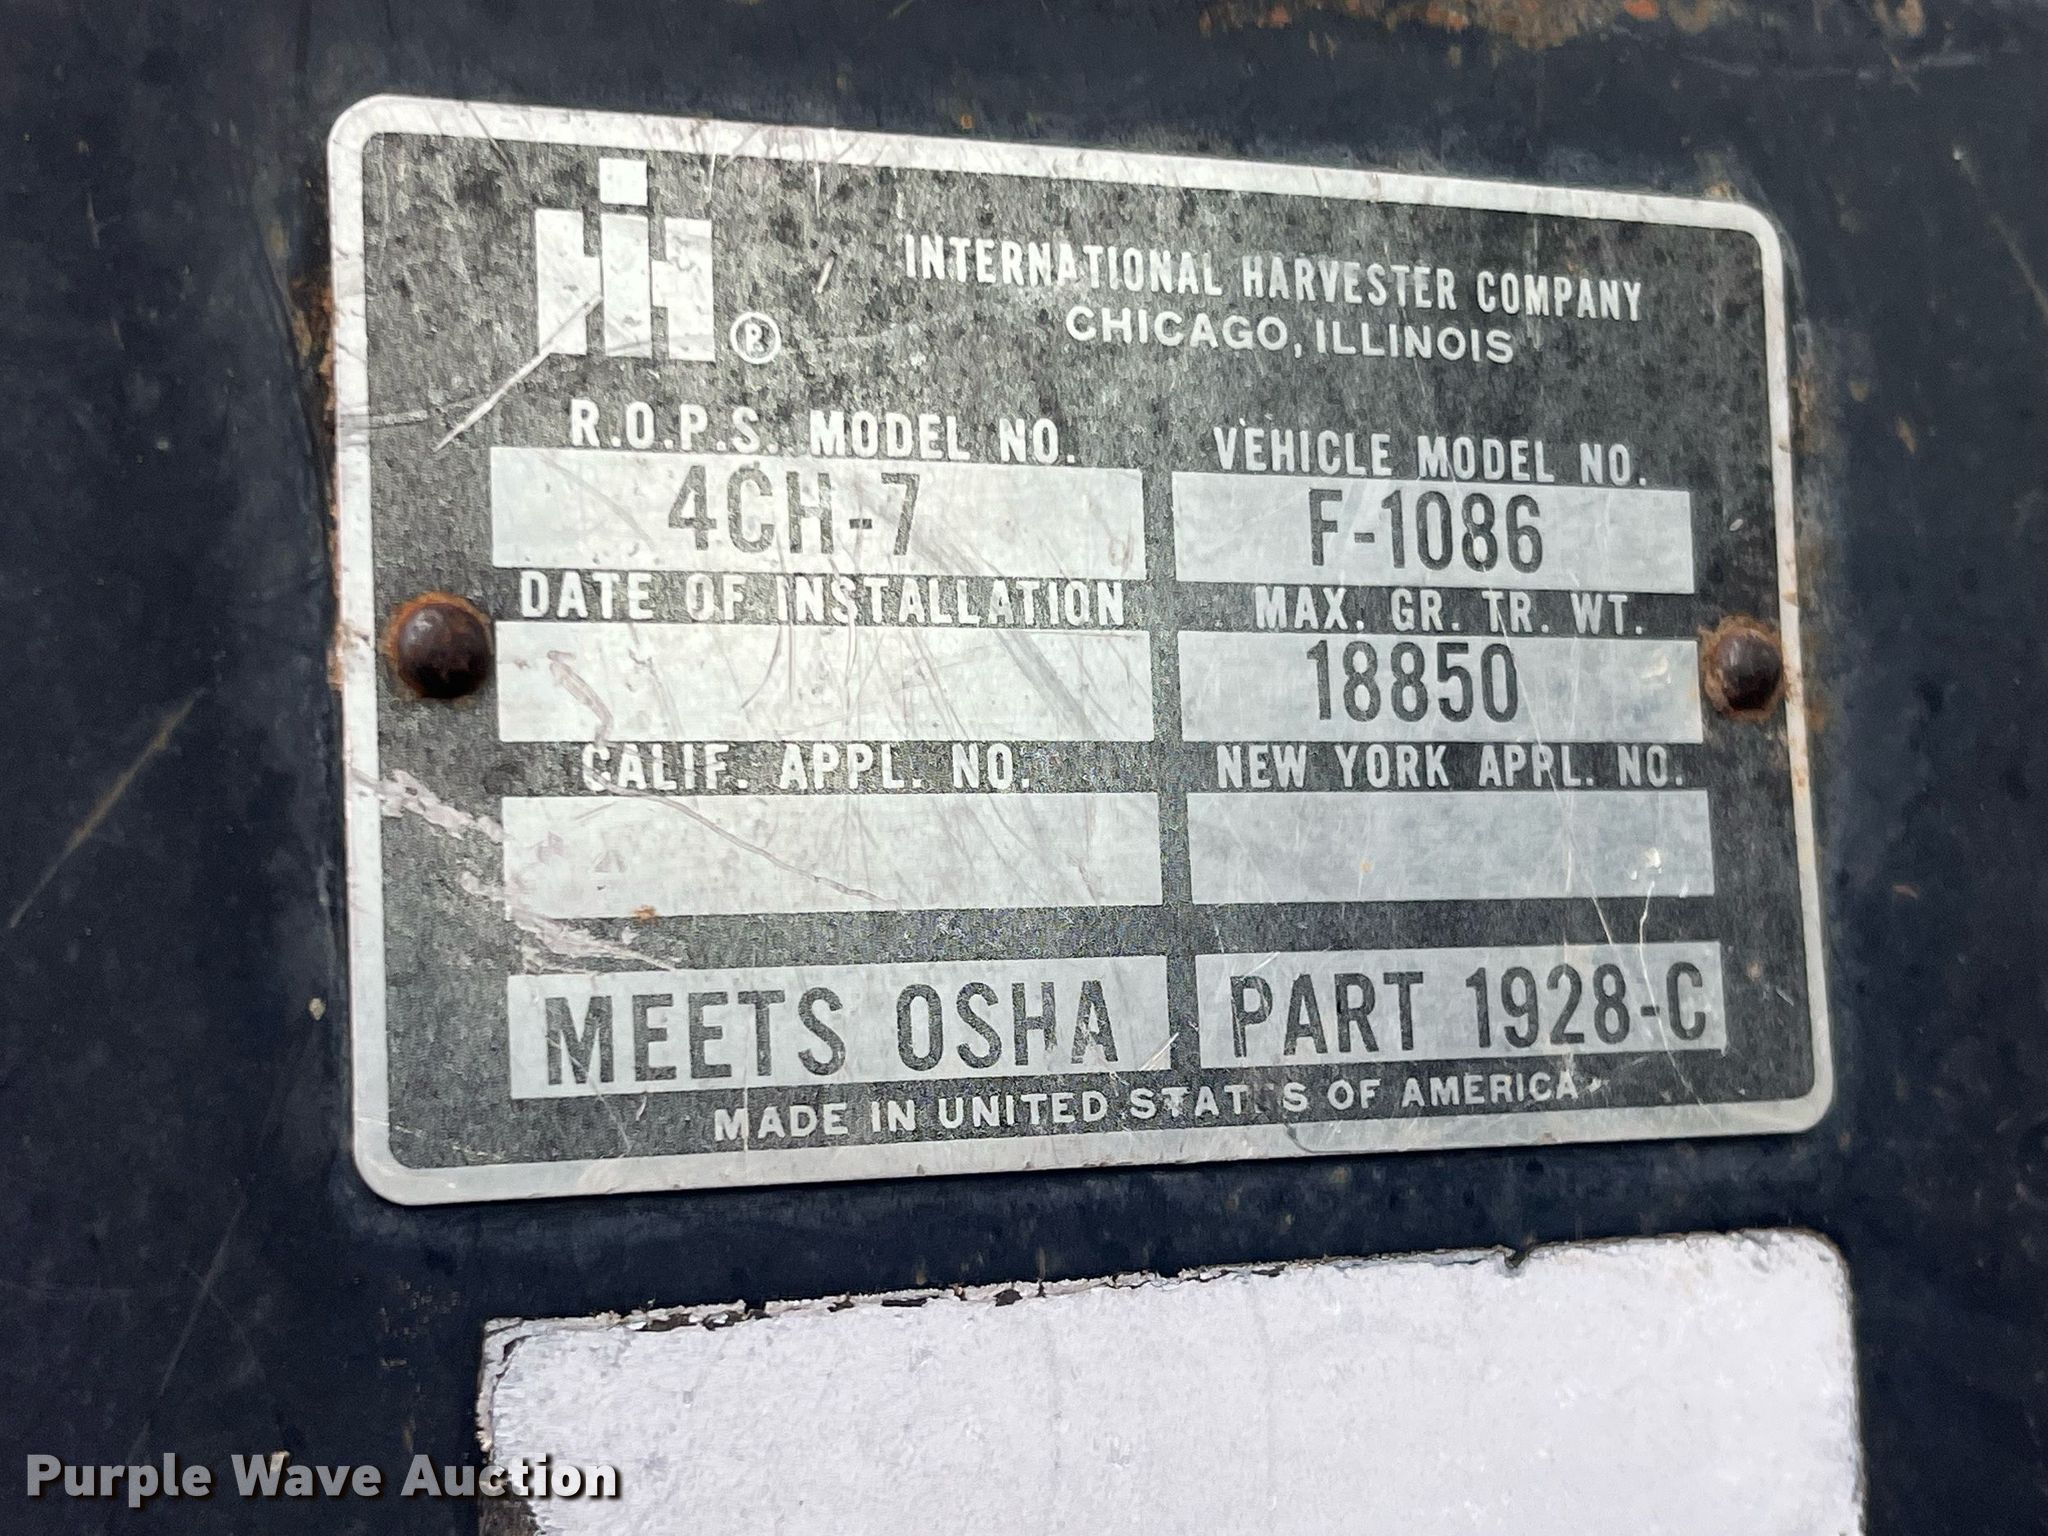 IH ®
INTERNATIONAL HARVESTER COMPANY
CHICAGO, ILLINOIS
R.O.P.S. MODEL NO.
4CH-7
VEHICLE MODEL NO.
F-1086
DATE OF INSTALLATION
MAX. GR. TR. WT.
18850
CALIF. APPL. NO.
NEW YORK APPL. NO.
MEETS OSHA
PART 1928-C
MADE IN UNITED STATES OF AMERICA
Purple Wave Auction